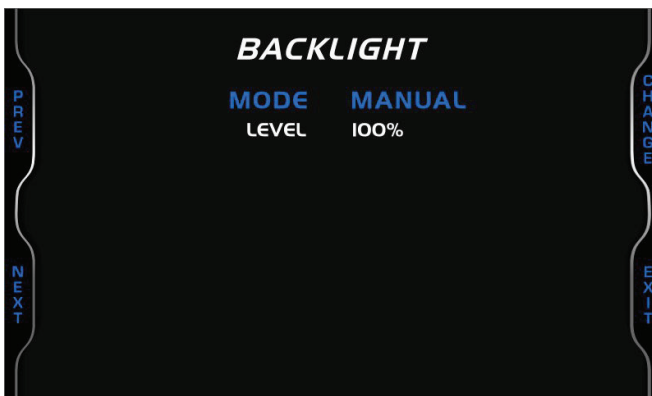 BACKLIGHT
PREV
CHANGE
MODE MANUAL
LEVEL 100%
NEXT
EXIT